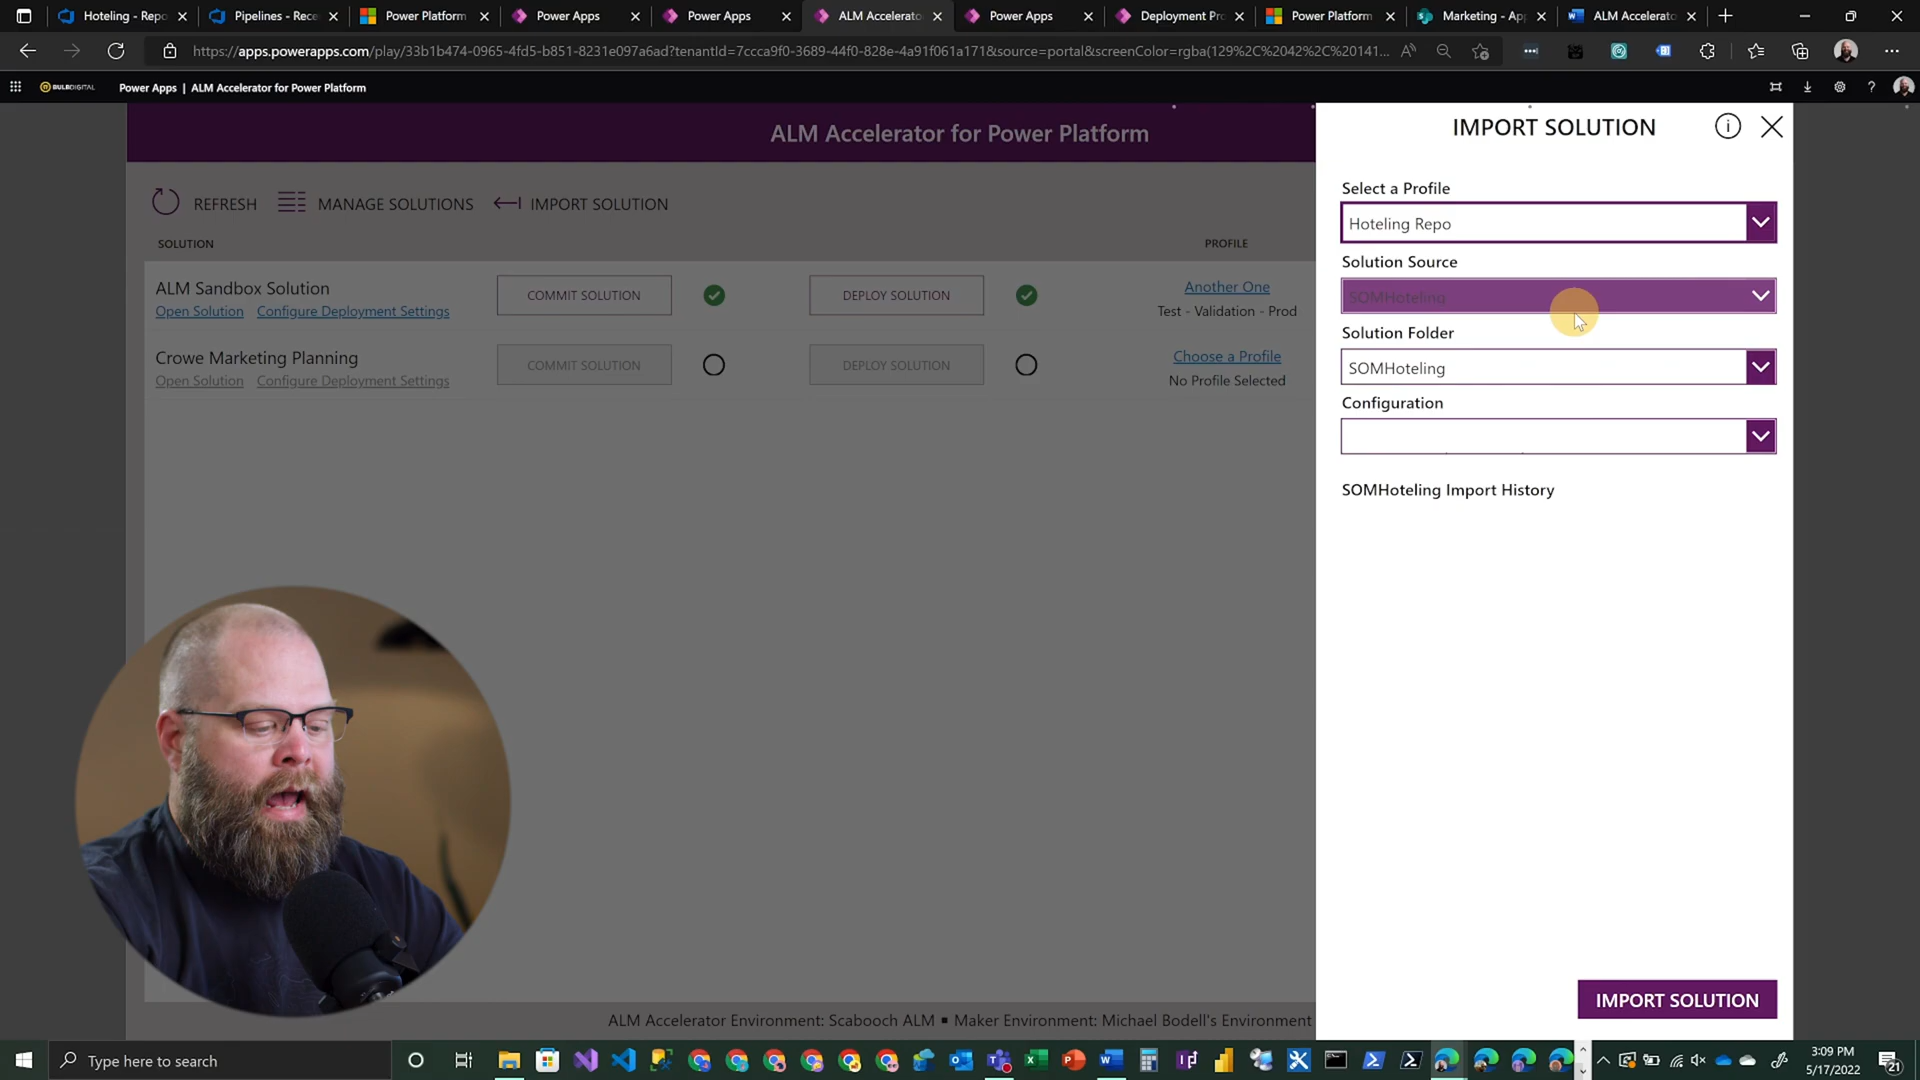 Hoteling - Repo
Pipelines - Rece
Power Platform
Power Apps
Power Apps
ALM Accelerato
Power Apps
Deployment Pr
Power Platform
Marketing - Ap
ALM Accelerato
https://apps.powerapps.com/play/33b1b474-0965-4fd5-b851-8231e097a6ad?tenantId=7ccca9f0-3689-44f0-828e-4a91f061a171&source=portal&screenColor=rgba(129%2C%2042%2C%20141...
BULBDIGITAL
Power Apps | ALM Accelerator for Power Platform
ALM Accelerator for Power Platform
REFRESH
MANAGE SOLUTIONS
IMPORT SOLUTION
SOLUTION
PROFILE
ALM Sandbox Solution
Open Solution
Configure Deployment Settings
COMMIT SOLUTION
DEPLOY SOLUTION
Another One
Test - Validation - Prod
Crowe Marketing Planning
Open Solution
Configure Deployment Settings
COMMIT SOLUTION
DEPLOY SOLUTION
Choose a Profile
No Profile Selected
ALM Accelerator Environment: Scabooch ALM ▪ Maker Environment: Michael Bodell's Environment
IMPORT SOLUTION
Select a Profile
Hoteling Repo
Solution Source
SOMHoteling
Solution Folder
SOMHoteling
Configuration
SOMHoteling Import History
IMPORT SOLUTION
Type here to search
3:09 PM
5/17/2022
21